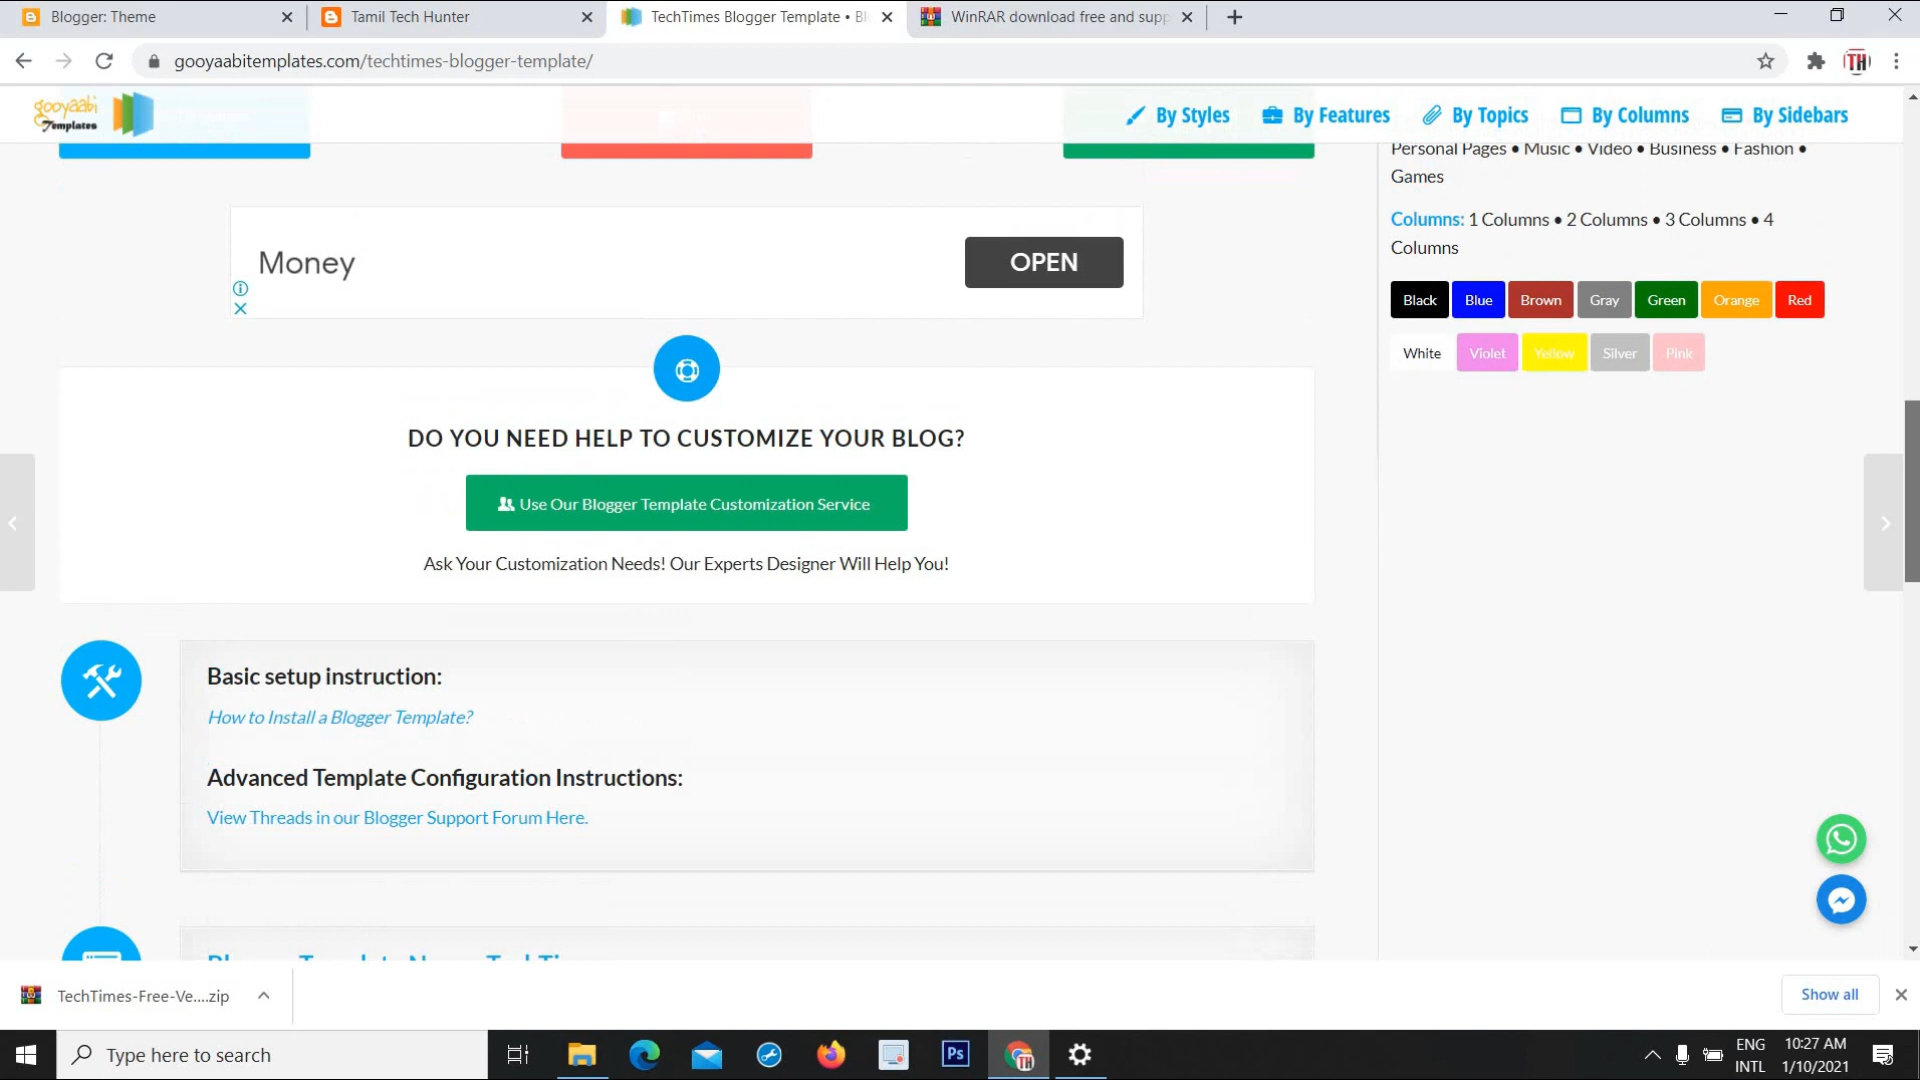 Blogger: Theme
Tamil Tech Hunter
TechTimes Blogger Template • Bl
WinRAR download free and supp
gooyaabitemplates.com/techtimes-blogger-template/
gooyaabi
Templates
By Styles
By Features
By Topics
By Columns
By Sidebars
Personal Pages • Music • Video • Business • Fashion •
Games
Columns: 1 Columns • 2 Columns • 3 Columns • 4
Columns
Black Blue Brown Gray Green Orange Red
White Violet Yellow Silver Pink
Money
OPEN
DO YOU NEED HELP TO CUSTOMIZE YOUR BLOG?
Use Our Blogger Template Customization Service
Ask Your Customization Needs! Our Experts Designer Will Help You!
Basic setup instruction:
How to Install a Blogger Template?
Advanced Template Configuration Instructions:
View Threads in our Blogger Support Forum Here.
TechTimes-Free-Ve....zip
Show all
Type here to search
Ps
TH
ENG
INTL
10:27 AM
1/10/2021